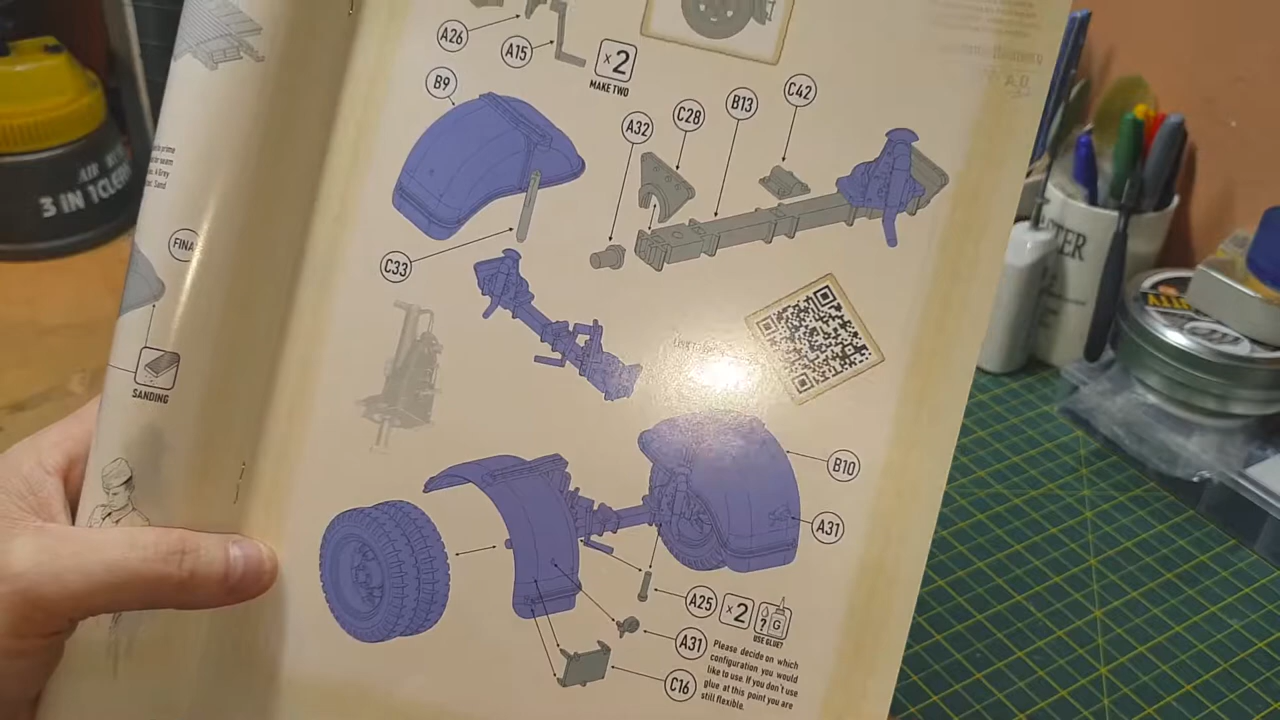 A26
A15
×2
MAKE TWO
B9
A32
C28
B13
C42
C33
FINA
SANDING
AIR
3 IN 1
B10
A31
A25
×2
?
G
USE GLUE?
A31
C16
Please decide on which
configuration you would
like to use. If you don't use
glue at this point you are
still flexible.